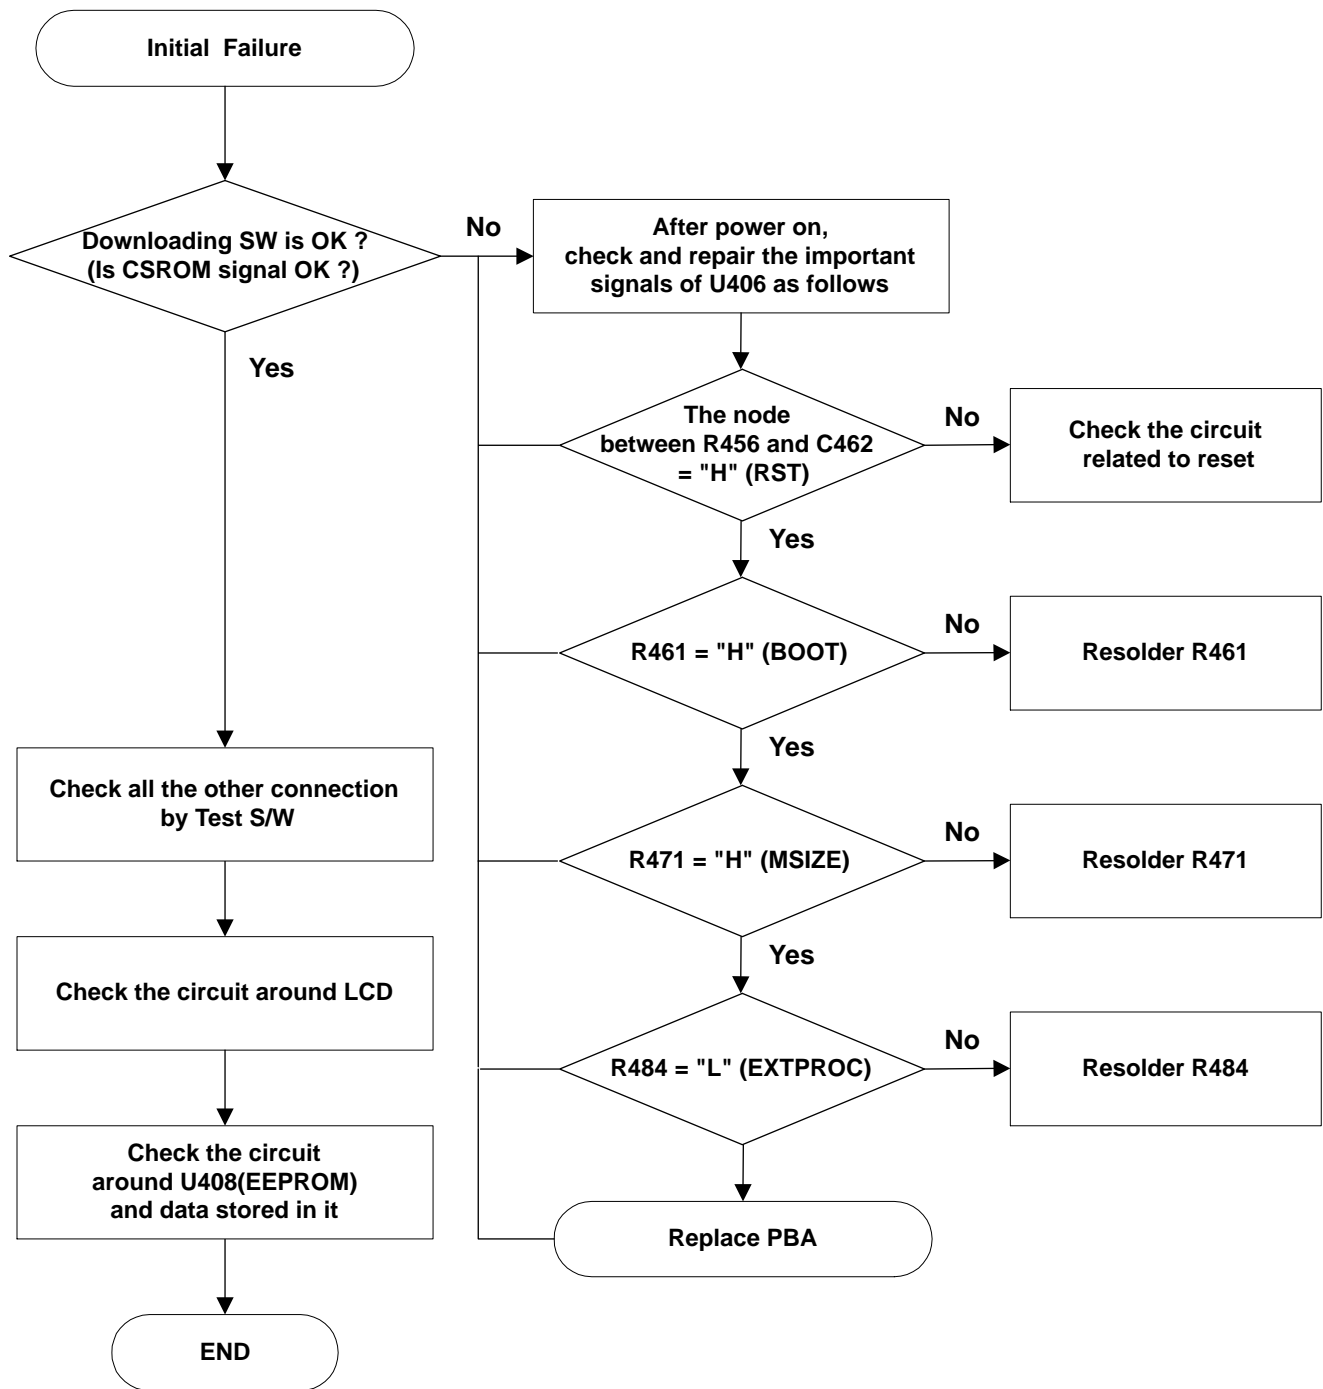 Initial Failure
Downloading SW is OK ?
(Is CSROM signal OK ?)
No
After power on,
check and repair the important
signals of U406 as follows
Yes
The node
between R456 and C462
= "H" (RST)
No
Check the circuit
related to reset
Yes
R461 = "H" (BOOT)
No
Resolder R461
Yes
Check all the other connection
by Test S/W
R471 = "H" (MSIZE)
No
Resolder R471
Yes
Check the circuit around LCD
R484 = "L" (EXTPROC)
No
Resolder R484
Check the circuit
around U408(EEPROM)
and data stored in it
Replace PBA
END